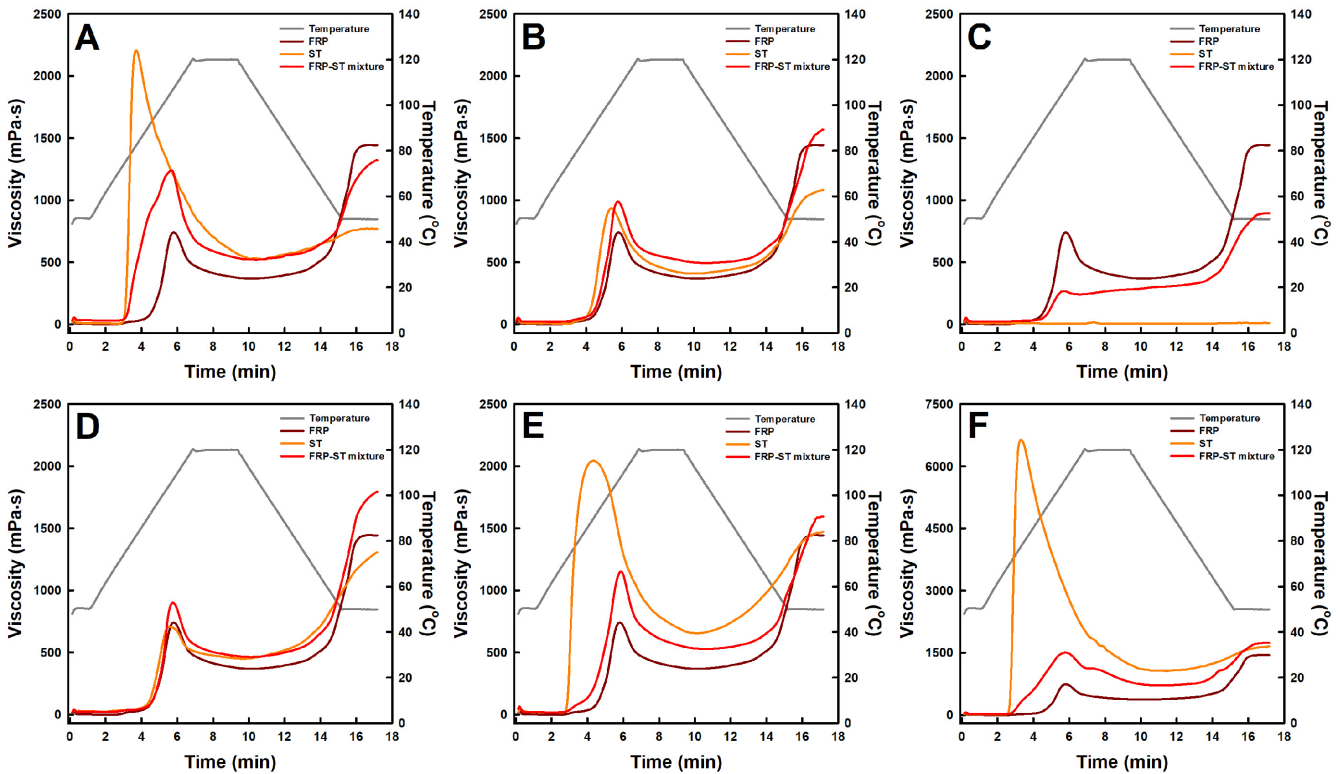 A
Temperature
FRP
ST
FRP-ST mixture
2500
2000
1500
1000
500
0
140
120
100
80
60
40
20
0
0 2 4 6 8 10 12 14 16 18
Viscosity (mPa·s)
Temperature (°C)
Time (min)
B
Temperature
FRP
ST
FRP-ST mixture
2500
2000
1500
1000
500
0
140
120
100
80
60
40
20
0
0 2 4 6 8 10 12 14 16 18
Viscosity (mPa·s)
Temperature (°C)
Time (min)
C
Temperature
FRP
ST
FRP-ST mixture
2500
2000
1500
1000
500
0
140
120
100
80
60
40
20
0
0 2 4 6 8 10 12 14 16 18
Viscosity (mPa·s)
Temperature (°C)
Time (min)
D
Temperature
FRP
ST
FRP-ST mixture
2500
2000
1500
1000
500
0
140
120
100
80
60
40
20
0
0 2 4 6 8 10 12 14 16 18
Viscosity (mPa·s)
Temperature (°C)
Time (min)
E
Temperature
FRP
ST
FRP-ST mixture
2500
2000
1500
1000
500
0
140
120
100
80
60
40
20
0
0 2 4 6 8 10 12 14 16 18
Viscosity (mPa·s)
Temperature (°C)
Time (min)
F
Temperature
FRP
ST
FRP-ST mixture
7500
6000
4500
3000
1500
0
140
120
100
80
60
40
20
0
0 2 4 6 8 10 12 14 16 18
Viscosity (mPa·s)
Temperature (°C)
Time (min)